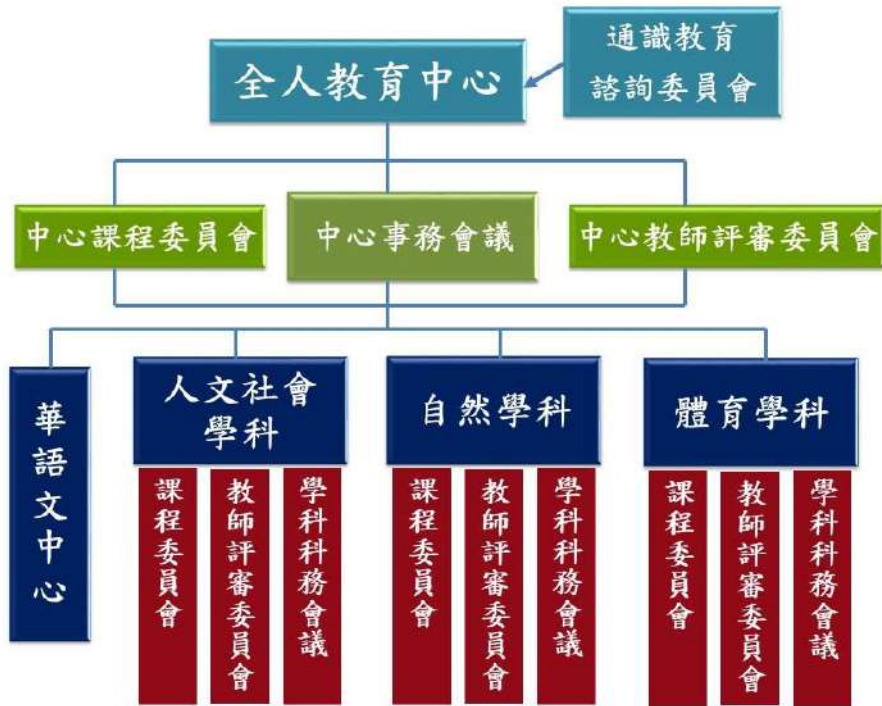 全人教育中心
通識教育
諮詢委員會
中心課程委員會
中心事務會議
中心教師評審委員會
華語文中心
人文社會
學科
自然學科
體育學科
課程委員會
教師評審委員會
學科科務會議
課程委員會
教師評審委員會
學科科務會議
課程委員會
教師評審委員會
學科科務會議